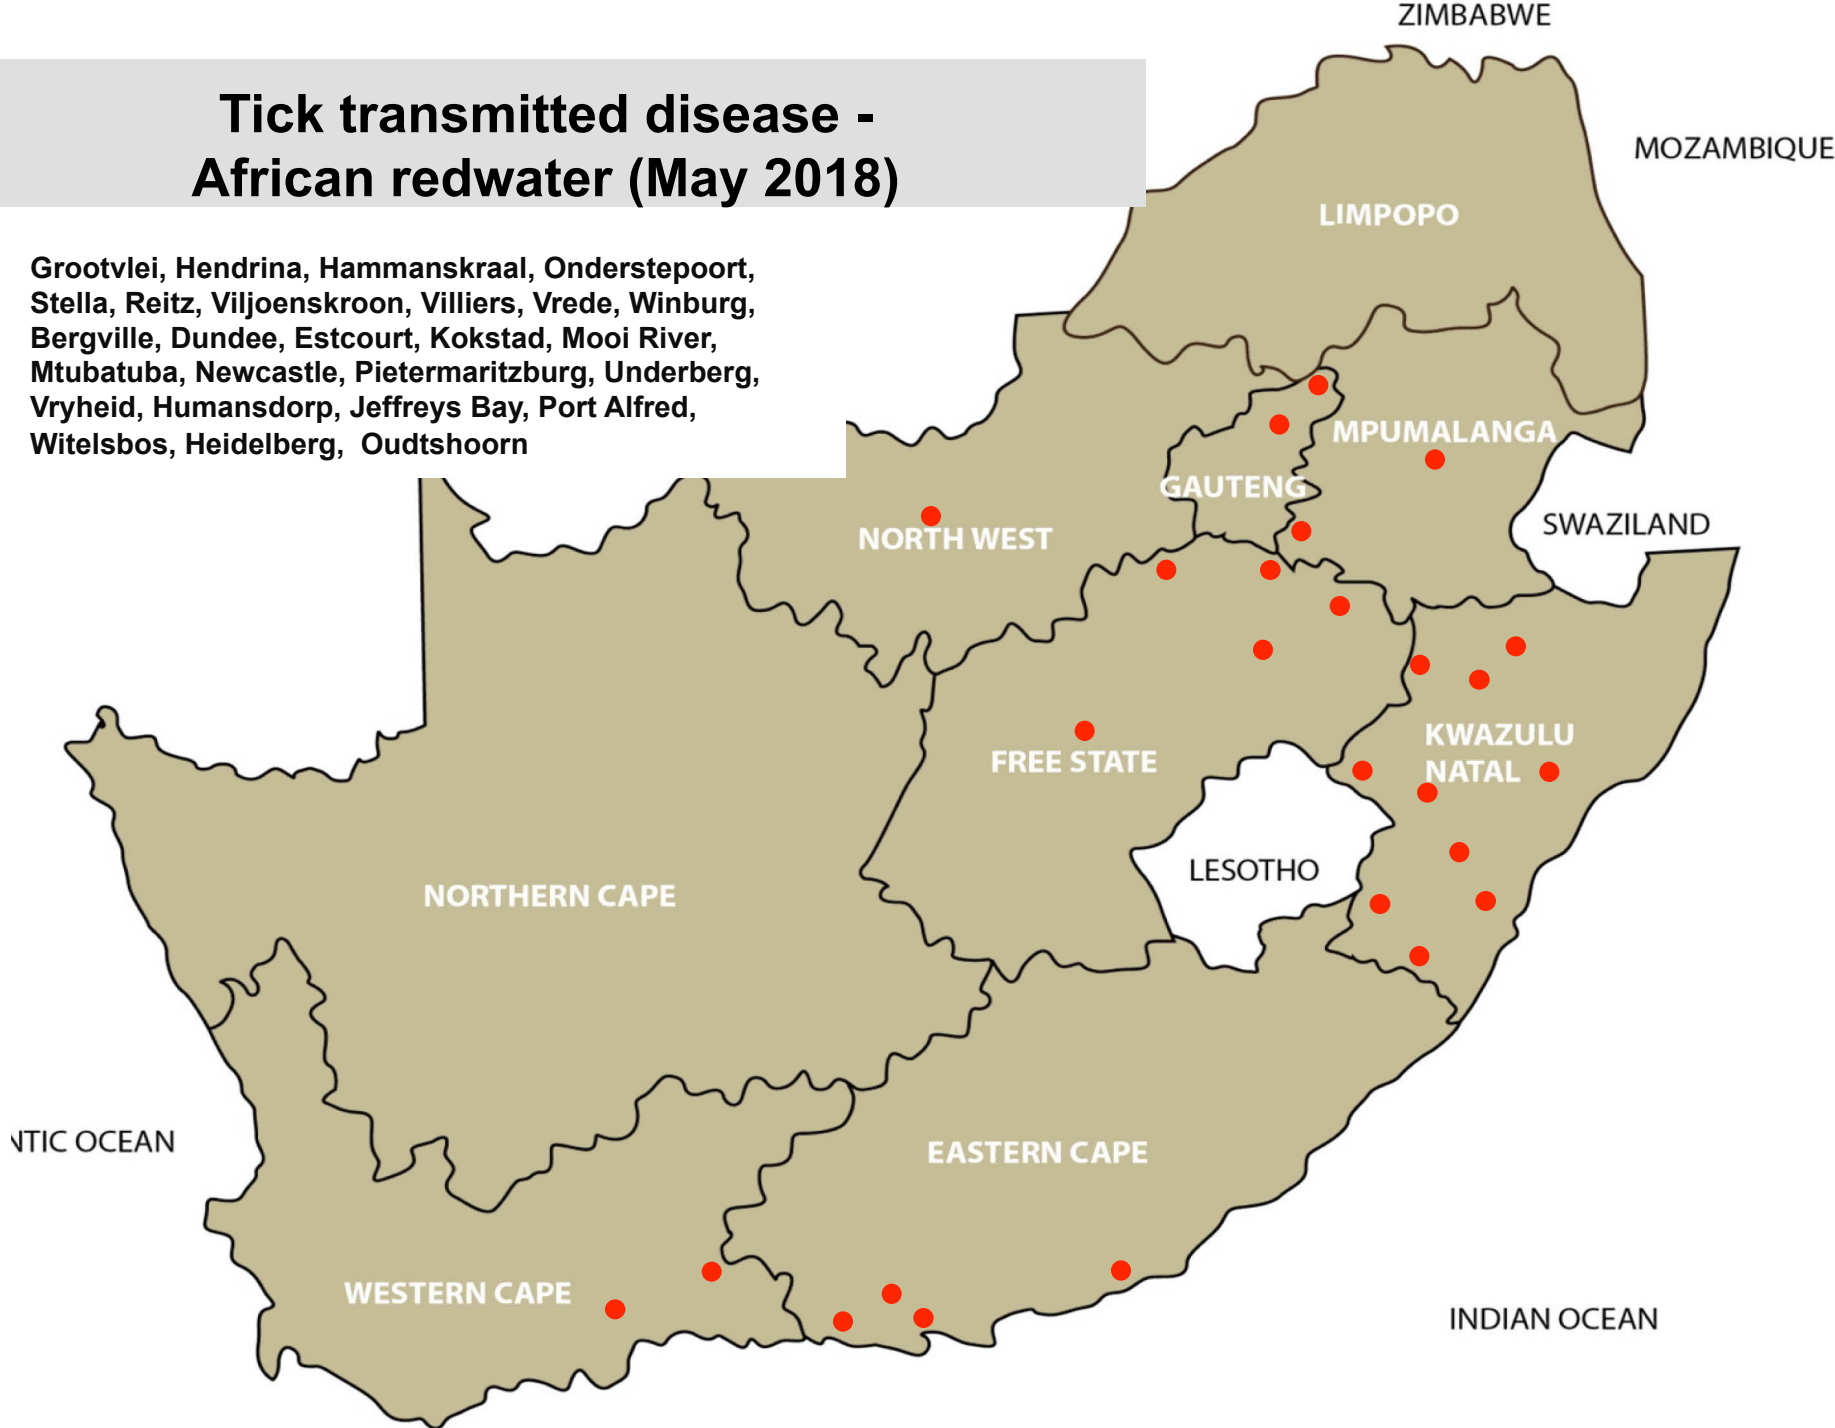 ZIMBABWE
Tick transmitted disease -
African redwater (May 2018)
MOZAMBIQUE
LIMPOPO
Grootvlei, Hendrina, Hammanskraal, Onderstepoort,
Stella, Reitz, Viljoenskroon, Villiers, Vrede, Winburg,
Bergville, Dundee, Estcourt, Kokstad, Mooi River,
Mtubatuba, Newcastle, Pietermaritzburg, Underberg,
Vryheid, Humansdorp, Jeffreys Bay, Port Alfred,
Witelsbos, Heidelberg, Oudtshoorn
MPUMALANGA
GAUTENG
SWAZILAND
NORTH WEST
KWAZULU
NATAL
FREE STATE
LESOTHO
NORTHERN CAPE
NTIC OCEAN
EASTERN CAPE
WESTERN CAPE
INDIAN OCEAN